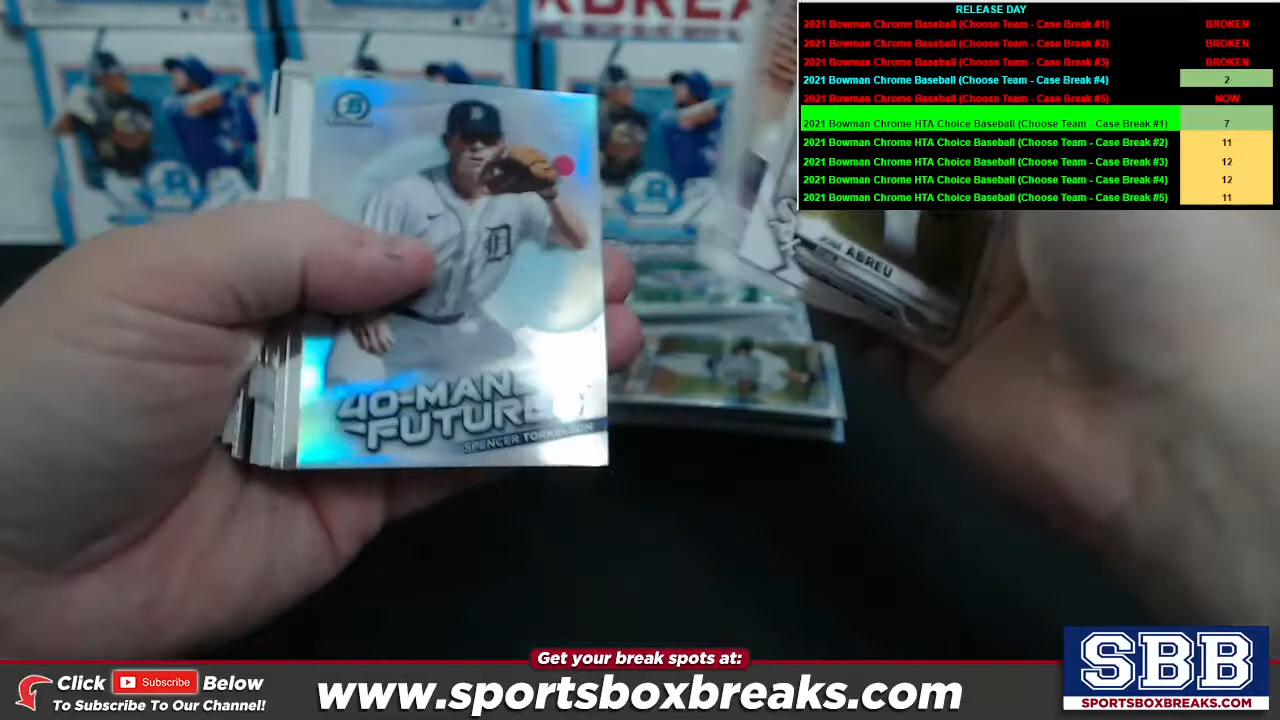 RELEASE DAY
2021 Bowman Chrome Baseball (Choose Team - Case Break #1) BROKEN
2021 Bowman Chrome Baseball (Choose Team - Case Break #2) BROKEN
2021 Bowman Chrome Baseball (Choose Team - Case Break #3) BROKEN
2021 Bowman Chrome Baseball (Choose Team - Case Break #4) 2
2021 Bowman Chrome Baseball (Choose Team - Case Break #5) NOW
2021 Bowman Chrome HTA Choice Baseball (Choose Team - Case Break #1) 7
2021 Bowman Chrome HTA Choice Baseball (Choose Team - Case Break #2) 11
2021 Bowman Chrome HTA Choice Baseball (Choose Team - Case Break #3) 12
2021 Bowman Chrome HTA Choice Baseball (Choose Team - Case Break #4) 12
2021 Bowman Chrome HTA Choice Baseball (Choose Team - Case Break #5) 11
ABREU
D
40-MAN
FUTURE
SPENCER TORKELSON
Get your break spots at:
Click Subscribe Below
To Subscribe To Our Channel!
www.sportsboxbreaks.com
SBB
SPORTSBOXBREAKS.COM